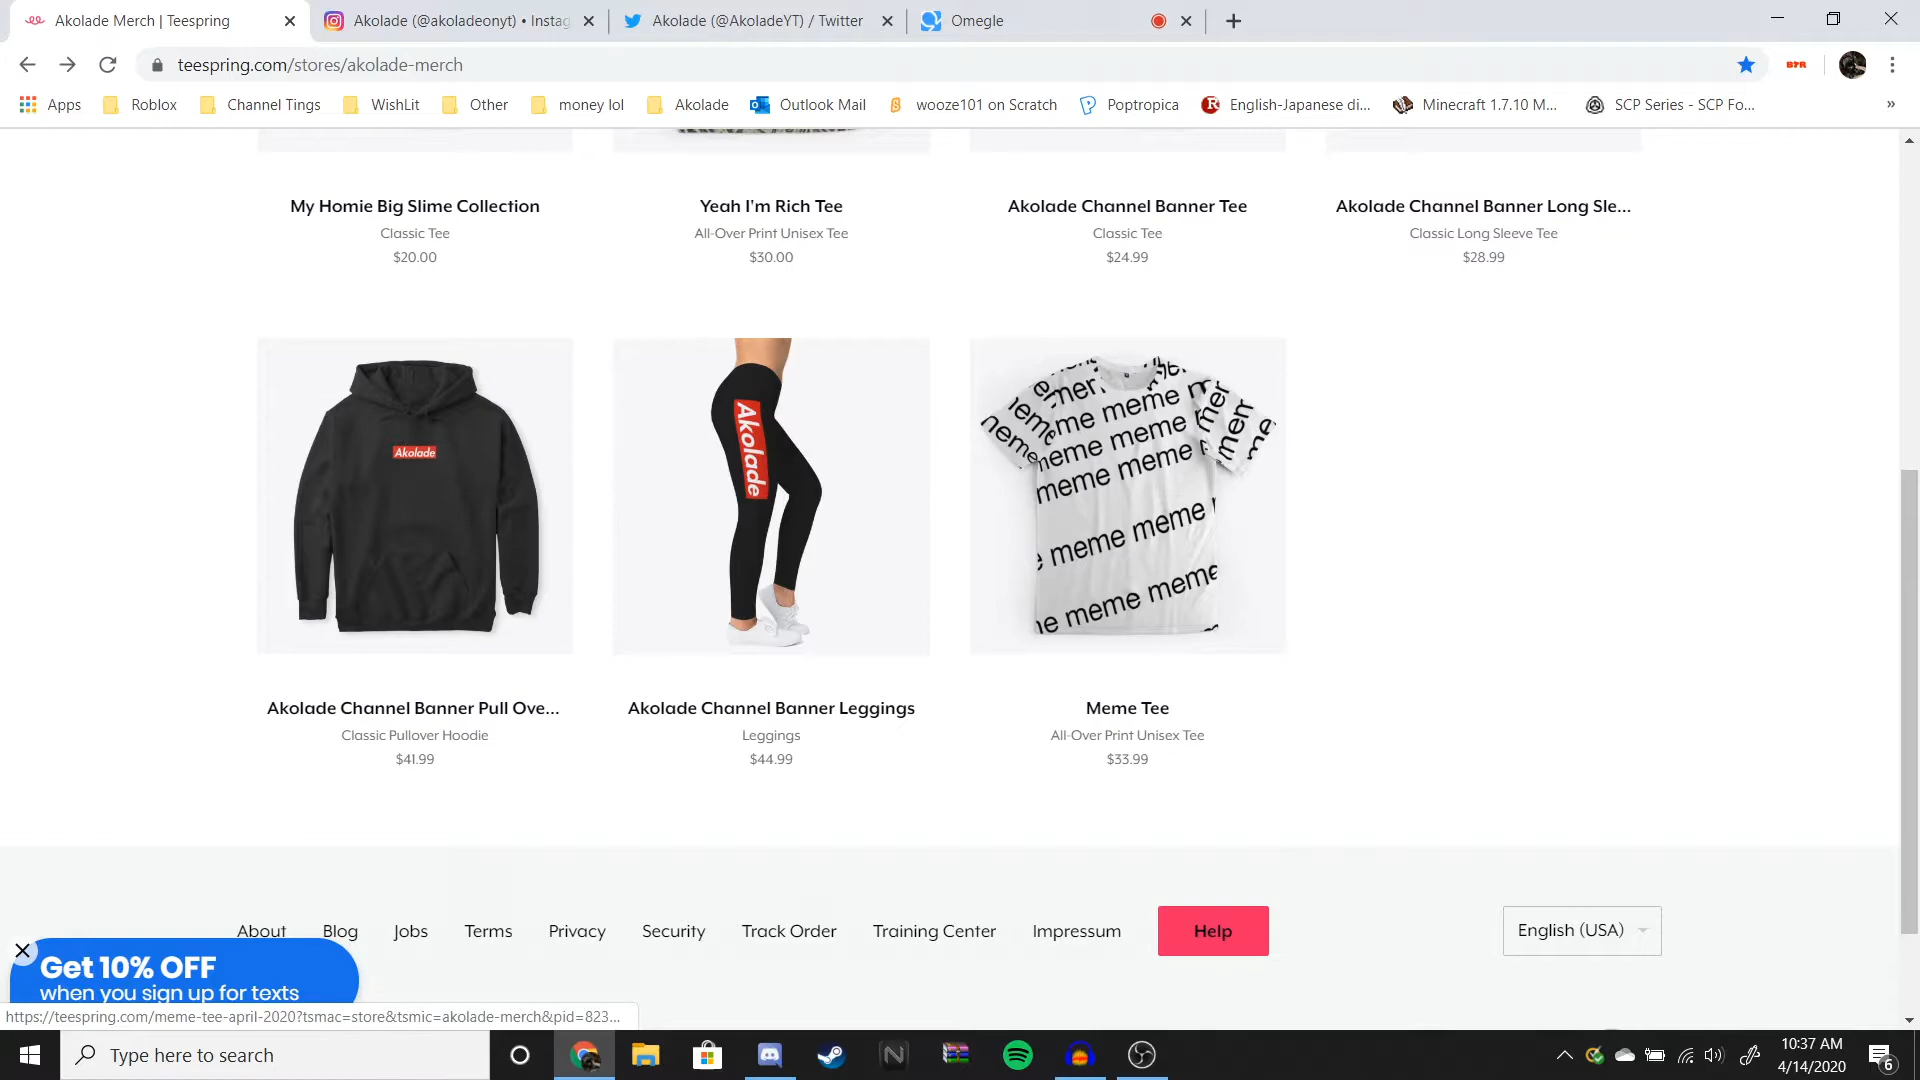 Akolade Merch | Teespring
Akolade (@akoladeonyt) • Instag
Akolade (@AkoladeYT) / Twitter
Omegle
teespring.com/stores/akolade-merch
BTR
Apps
Roblox
Channel Tings
WishLit
Other
money lol
Akolade
Outlook Mail
wooze101 on Scratch
Poptropica
English-Japanese di...
Minecraft 1.7.10 M...
SCP Series - SCP Fo...
»
My Homie Big Slime Collection
Classic Tee
$20.00
Yeah I'm Rich Tee
All-Over Print Unisex Tee
$30.00
Akolade Channel Banner Tee
Classic Tee
$24.99
Akolade Channel Banner Long Sle...
Classic Long Sleeve Tee
$28.99
Akolade
Akolade
meme
meme meme
meme meme
meme meme
meme meme
meme meme
Akolade Channel Banner Pull Ove...
Classic Pullover Hoodie
$41.99
Akolade Channel Banner Leggings
Leggings
$44.99
Meme Tee
All-Over Print Unisex Tee
$33.99
About
Blog
Jobs
Terms
Privacy
Security
Track Order
Training Center
Impressum
Help
English (USA)
Get 10% OFF
when you sign up for texts
https://teespring.com/meme-tee-april-2020?tsmac=store&tsmic=akolade-merch&pid=823...
Type here to search
10:37 AM
4/14/2020
6